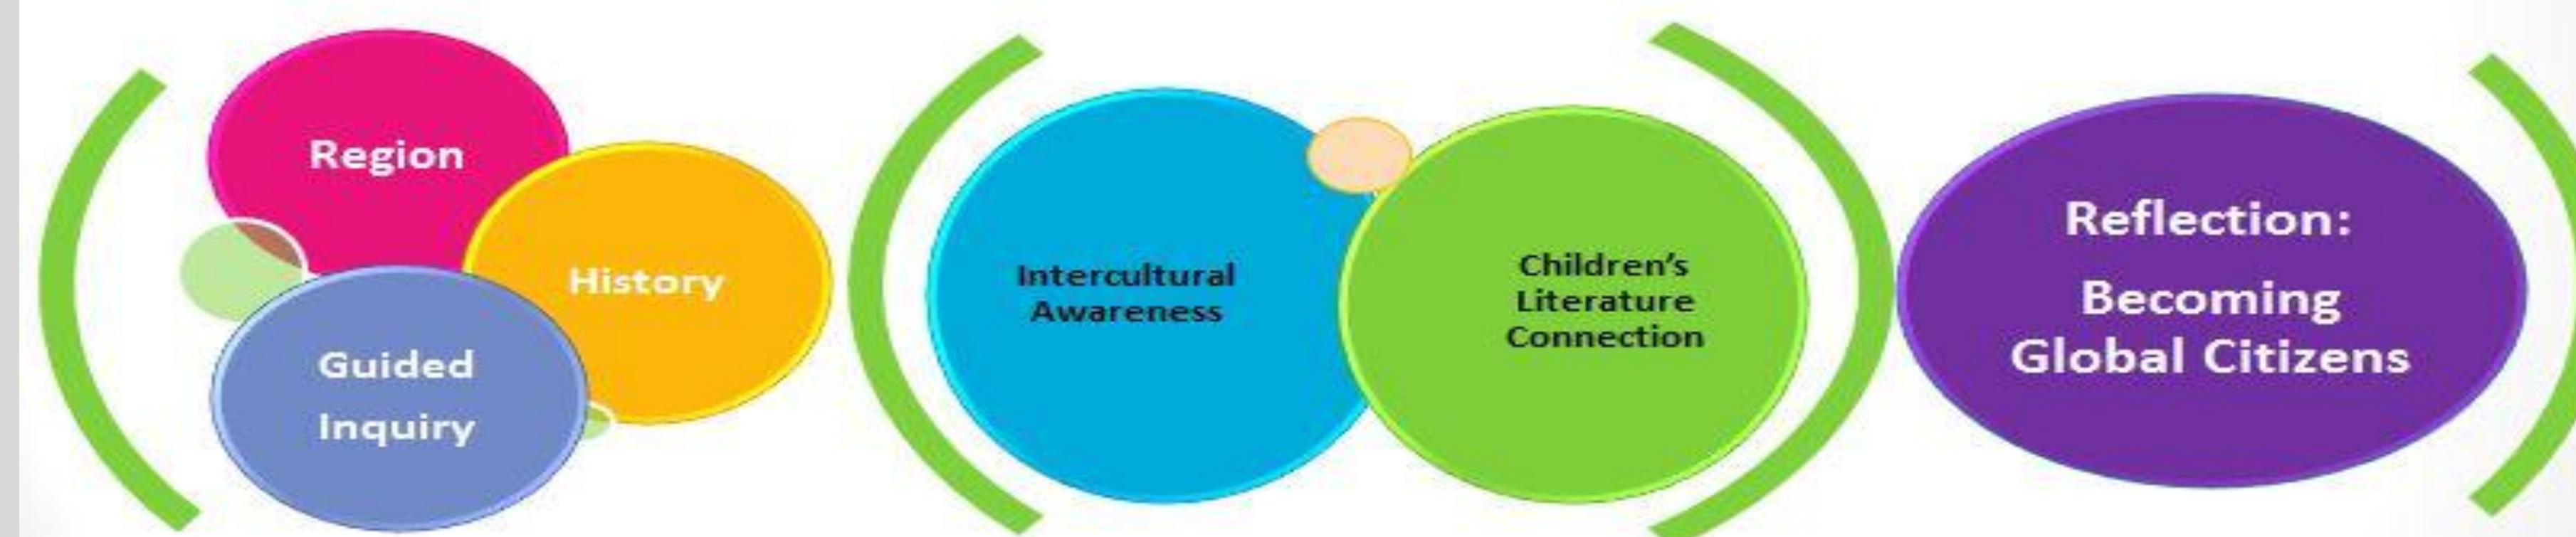 Region
History
Guided
Inquiry
Intercultural
Awareness
Children’s
Literature
Connection
Reflection:
Becoming
Global Citizens